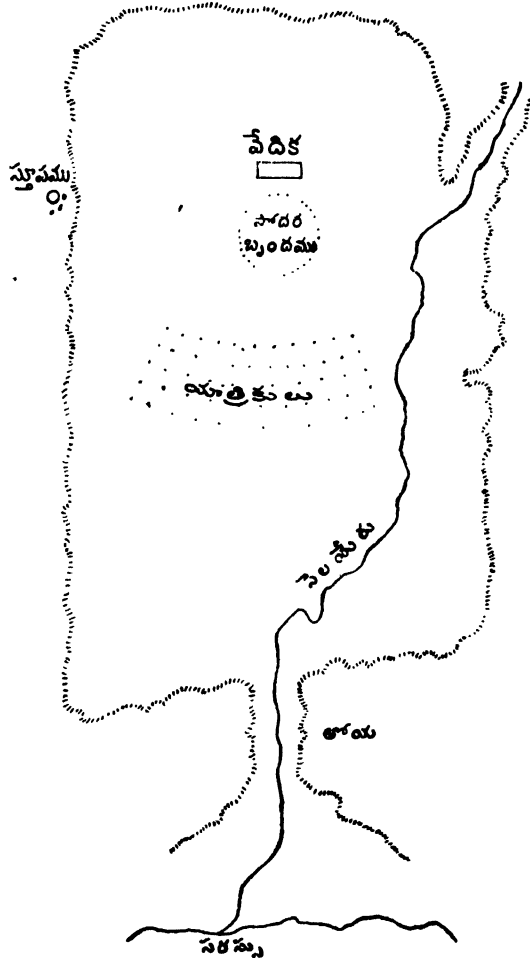 వేదిక
స్తూపము
సోదర
బృందము
యాత్రికులు
సెలయేరు
లోయ
సరస్సు